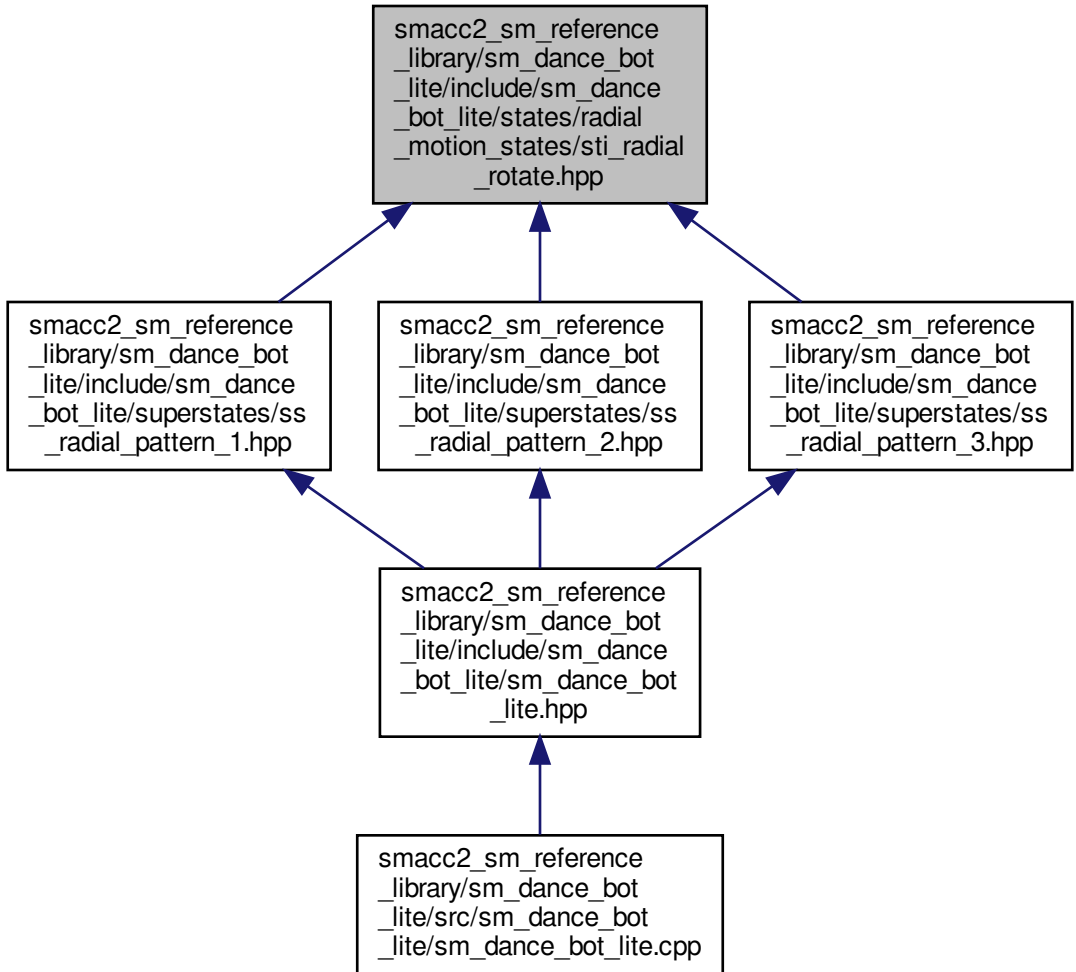 smacc2_sm_reference
_library/sm_dance_bot
_lite/include/sm_dance
_bot_lite/states/radial
_motion_states/sti_radial
_rotate.hpp
smacc2_sm_reference
_library/sm_dance_bot
_lite/include/sm_dance
_bot_lite/superstates/ss
_radial_pattern_1.hpp
smacc2_sm_reference
_library/sm_dance_bot
_lite/include/sm_dance
_bot_lite/superstates/ss
_radial_pattern_2.hpp
smacc2_sm_reference
_library/sm_dance_bot
_lite/include/sm_dance
_bot_lite/superstates/ss
_radial_pattern_3.hpp
smacc2_sm_reference
_library/sm_dance_bot
_lite/include/sm_dance
_bot_lite/sm_dance_bot
_lite.hpp
smacc2_sm_reference
_library/sm_dance_bot
_lite/src/sm_dance_bot
_lite/sm_dance_bot_lite.cpp